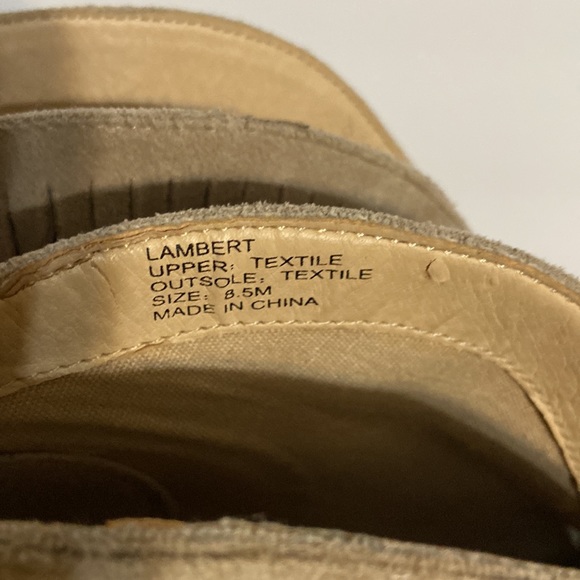 LAMBERT
UPPER: TEXTILE
OUTSOLE: TEXTILE
SIZE: 8.5M
MADE IN CHINA